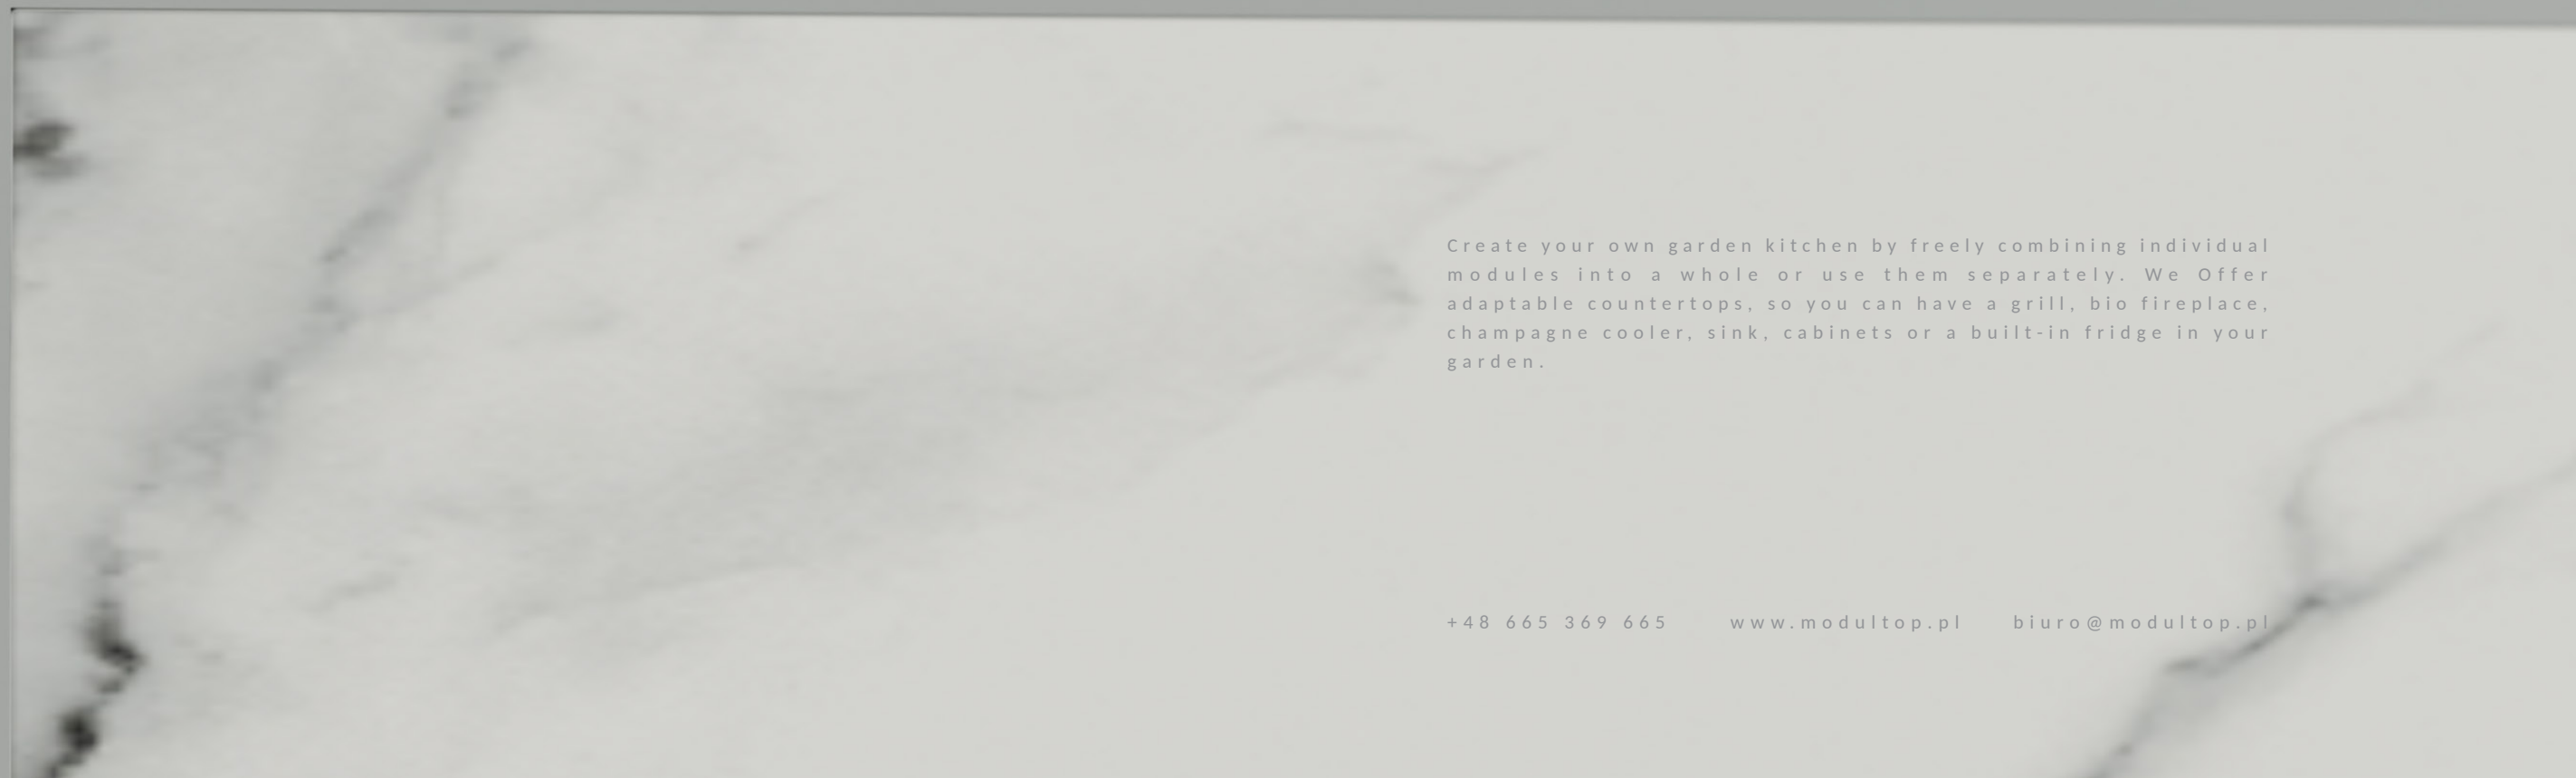 Create your own garden kitchen by freely combining individual
modules into a whole or use them separately. We Offer
adaptable countertops, so you can have a grill, bio fireplace,
champagne cooler, sink, cabinets or a built-in fridge in your
garden.
+48 665 369 665 www.modultop.pl biuro@modultop.pl